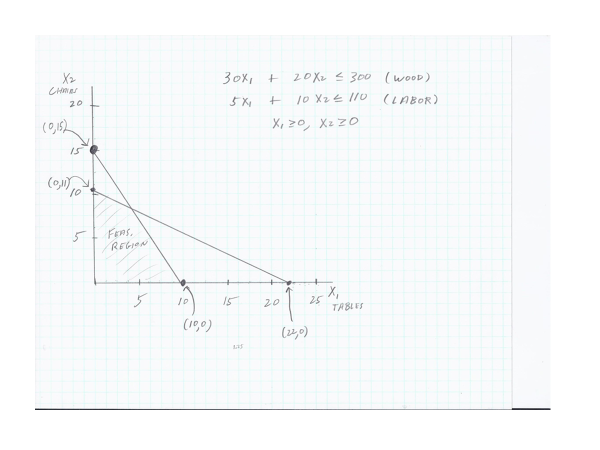 30X₁ + 20X₂ ≤ 300 (WOOD)
5X₁ + 10X₂ ≤ 110 (LABOR)
X₁ ≥ 0, X₂ ≥ 0
X₂
CHAIRS
20
(0,15)
15
(0,11)
10
5
FEAS.
REGION
5 10 15 20 25
X₁
TABLES
(10,0)
(22,0)